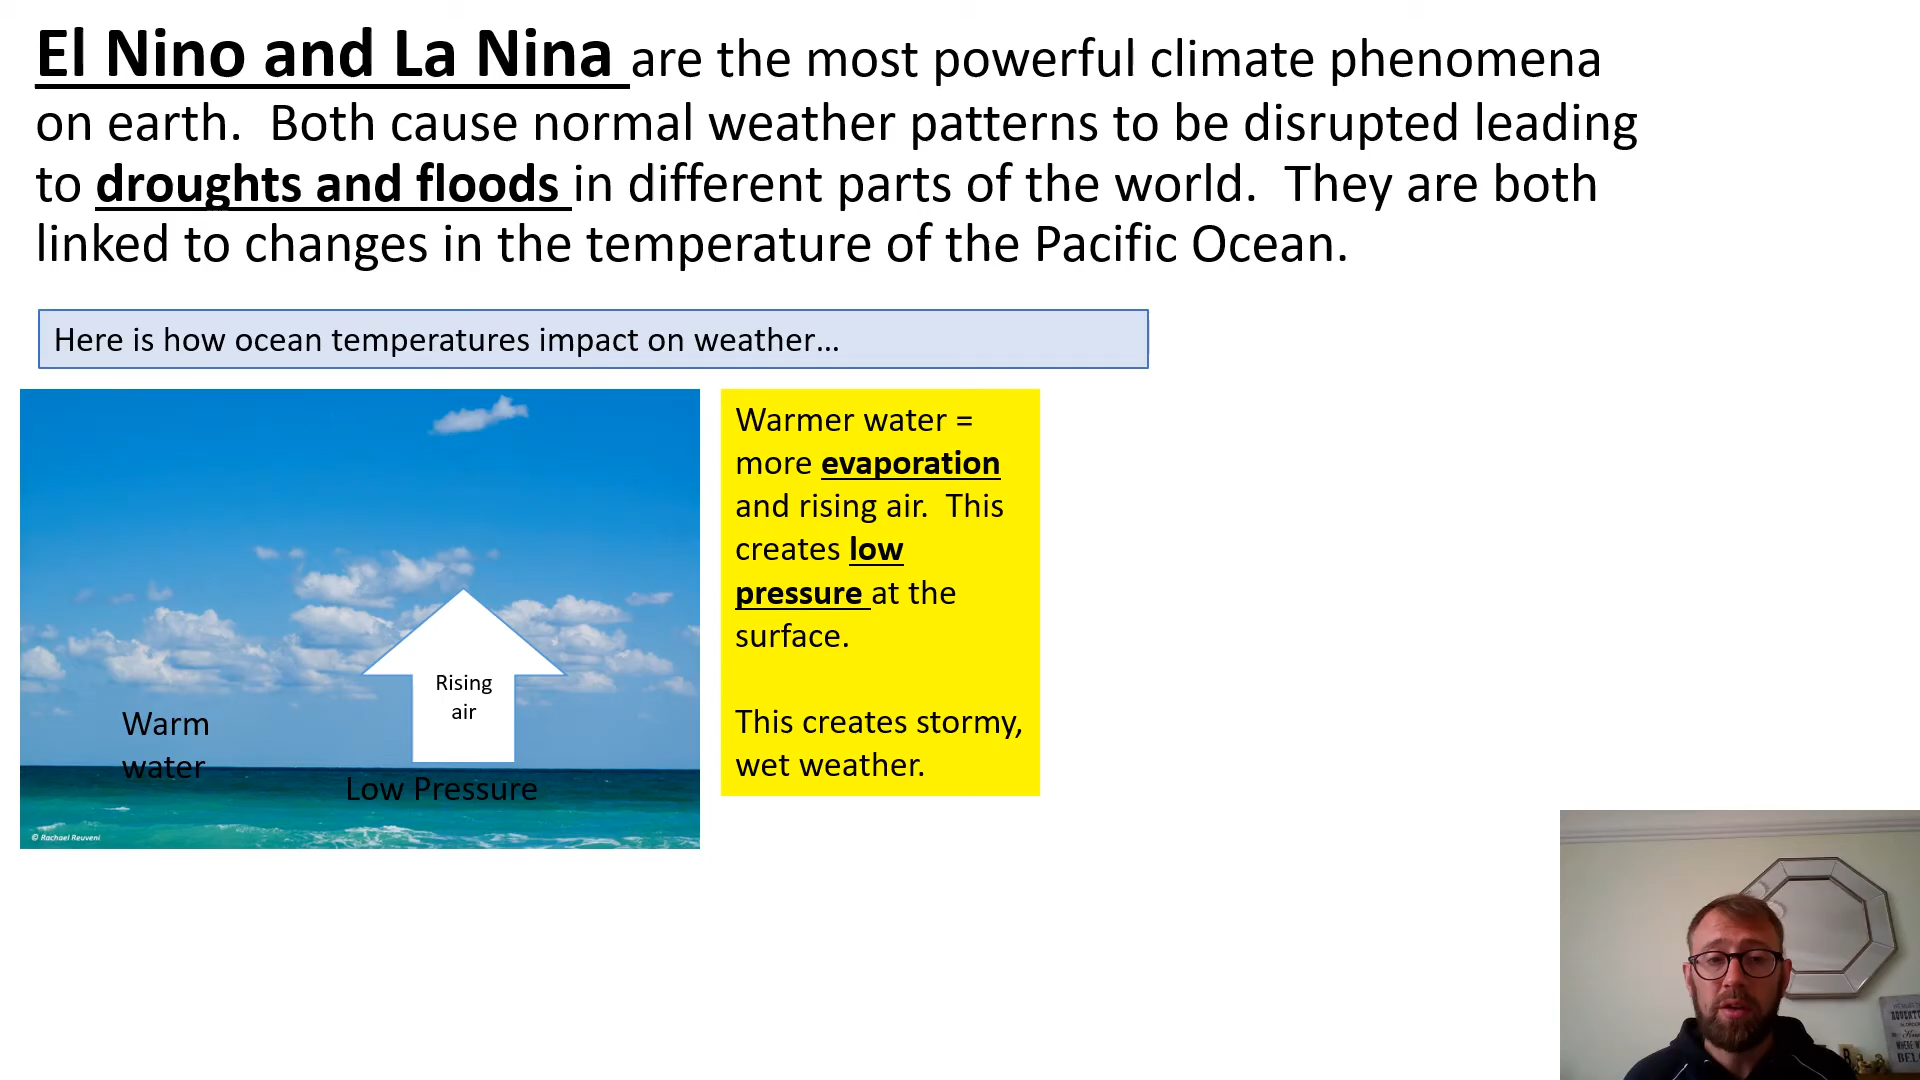 El Nino and La Nina are the most powerful climate phenomena
on earth.  Both cause normal weather patterns to be disrupted leading
to droughts and floods in different parts of the world.  They are both
linked to changes in the temperature of the Pacific Ocean.
Here is how ocean temperatures impact on weather…
Warm
water
Rising
air
Low Pressure
© Rachael Reuveni
Warmer water =
more evaporation
and rising air.  This
creates low
pressure at the
surface.
This creates stormy,
wet weather.